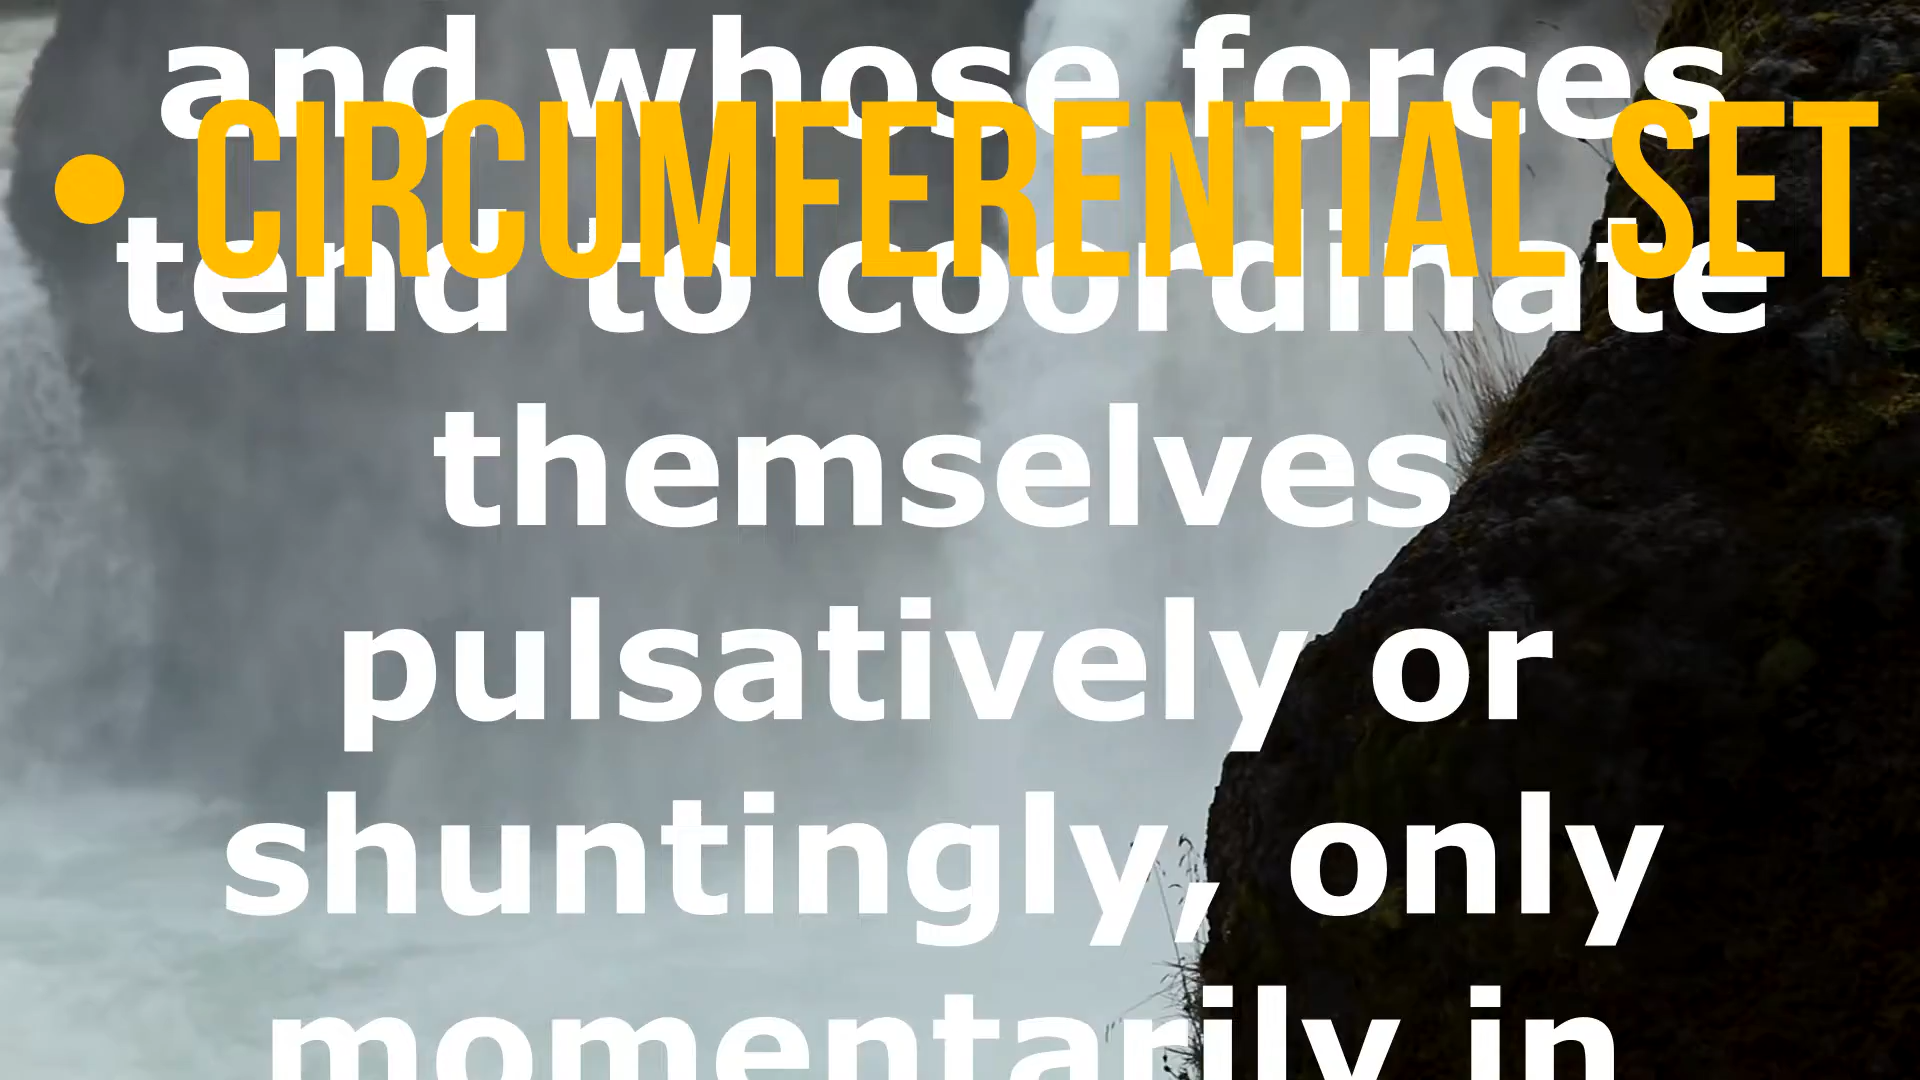 and whose forces
• CIRCUMFERENTIAL SET
tend to coordinate
themselves
pulsatively or
shuntingly, only
momentarily in